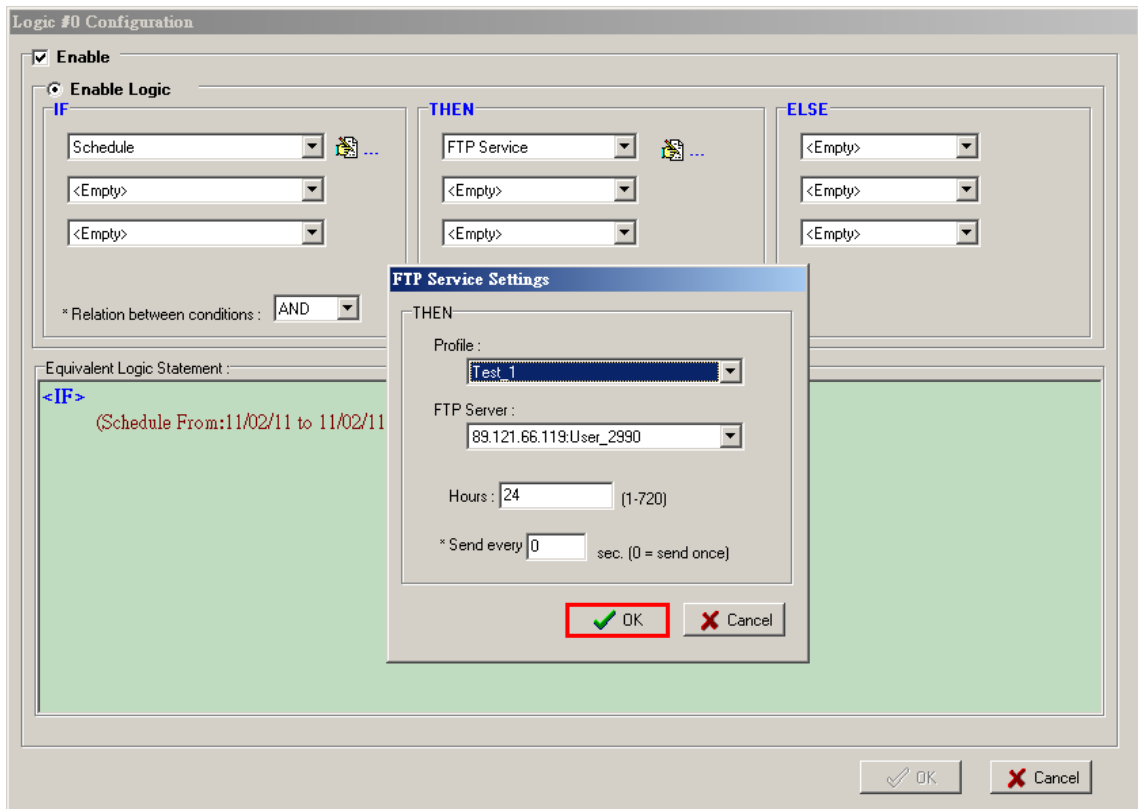 Logic #0 Configuration
Enable
Enable Logic
IF
THEN
ELSE
Schedule
...
FTP Service
...
<Empty>
<Empty>
<Empty>
<Empty>
<Empty>
<Empty>
<Empty>
* Relation between conditions :
AND
FTP Service Settings
THEN
Profile :
Test_1
FTP Server :
89.121.66.119:User_2990
Hours :
24
(1-720)
* Send every
0
sec. (0 = send once)
OK
Cancel
Equivalent Logic Statement :
<IF>
(Schedule From:11/02/11 to 11/02/11
OK
Cancel